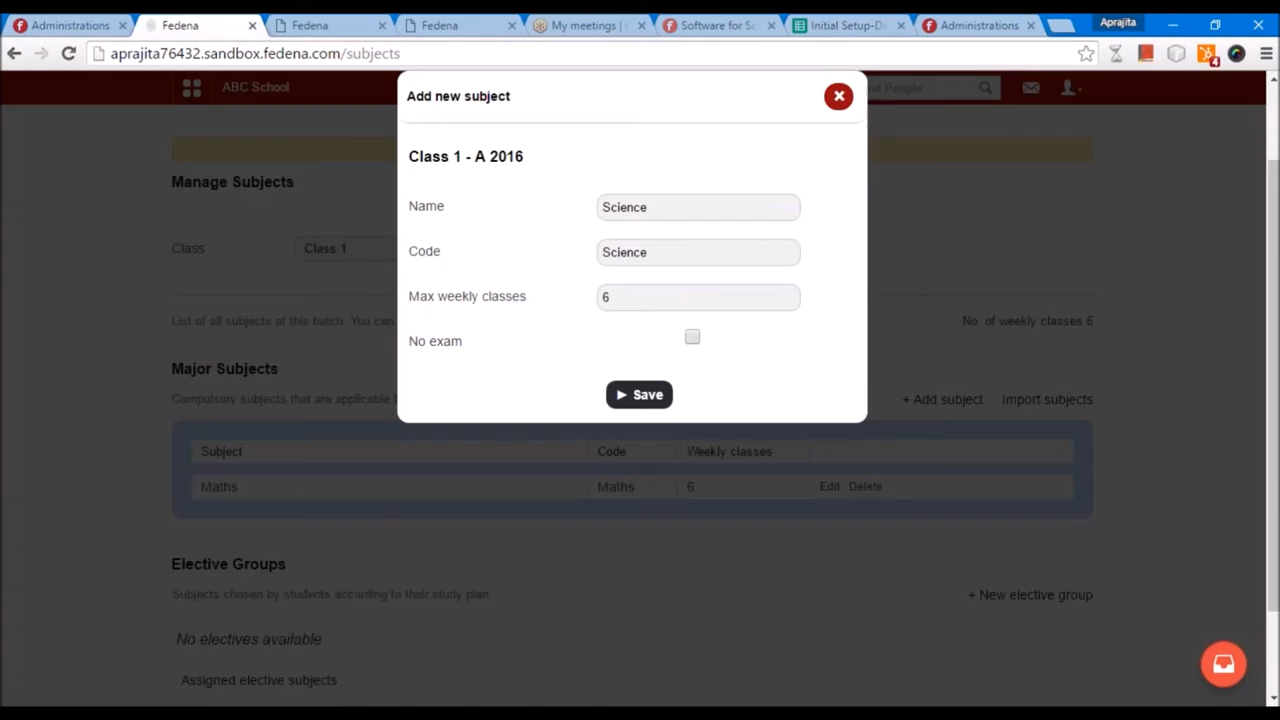 Administrations
Fedena
Fedena
Fedena
My meetings |
Software for Sc
Initial Setup-De
Administrations
Aprajita
aprajita76432.sandbox.fedena.com/subjects
4
ABC School
People
Add new subject
Class 1 - A 2016
Name
Science
Code
Science
Max weekly classes
6
No exam
Save
Manage Subjects
Class
Class 1
List of all subjects of this batch. You can
No. of weekly classes 6
Major Subjects
Compulsory subjects that are applicable
+ Add subject
Import subjects
Subject
Code
Weekly classes
Maths
Maths
6
Edit
Delete
Elective Groups
Subjects chosen by students according to their study plan
+ New elective group
No electives available
Assigned elective subjects